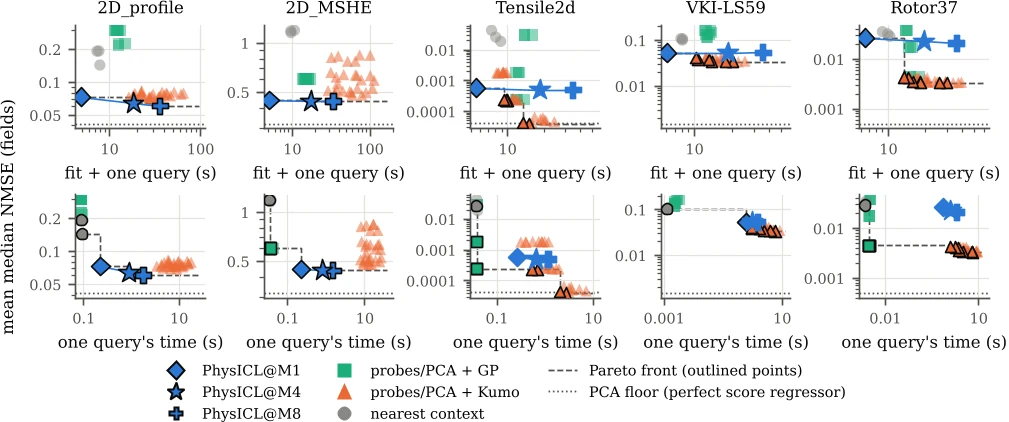 2D_profile 2D_MSHE Tensile2d VKI-LS59 Rotor37
mean median NMSE (fields)
0.2 0.1 0.05
1 0.5
0.01 0.001 0.0001
0.1 0.01
0.01 0.001
10 100 10 100 10 10 10
fit + one query (s) fit + one query (s) fit + one query (s) fit + one query (s) fit + one query (s)
0.2 0.1 0.05
1 0.5
0.01 0.001 0.0001
0.1 0.01
0.01 0.001
0.1 10 0.1 10 0.1 10 0.001 10 0.01 10
one query's time (s) one query's time (s) one query's time (s) one query's time (s) one query's time (s)
PhysICL@M1 probes/PCA + GP Pareto front (outlined points)
PhysICL@M4 probes/PCA + Kumo PCA floor (perfect score regressor)
PhysICL@M8 nearest context